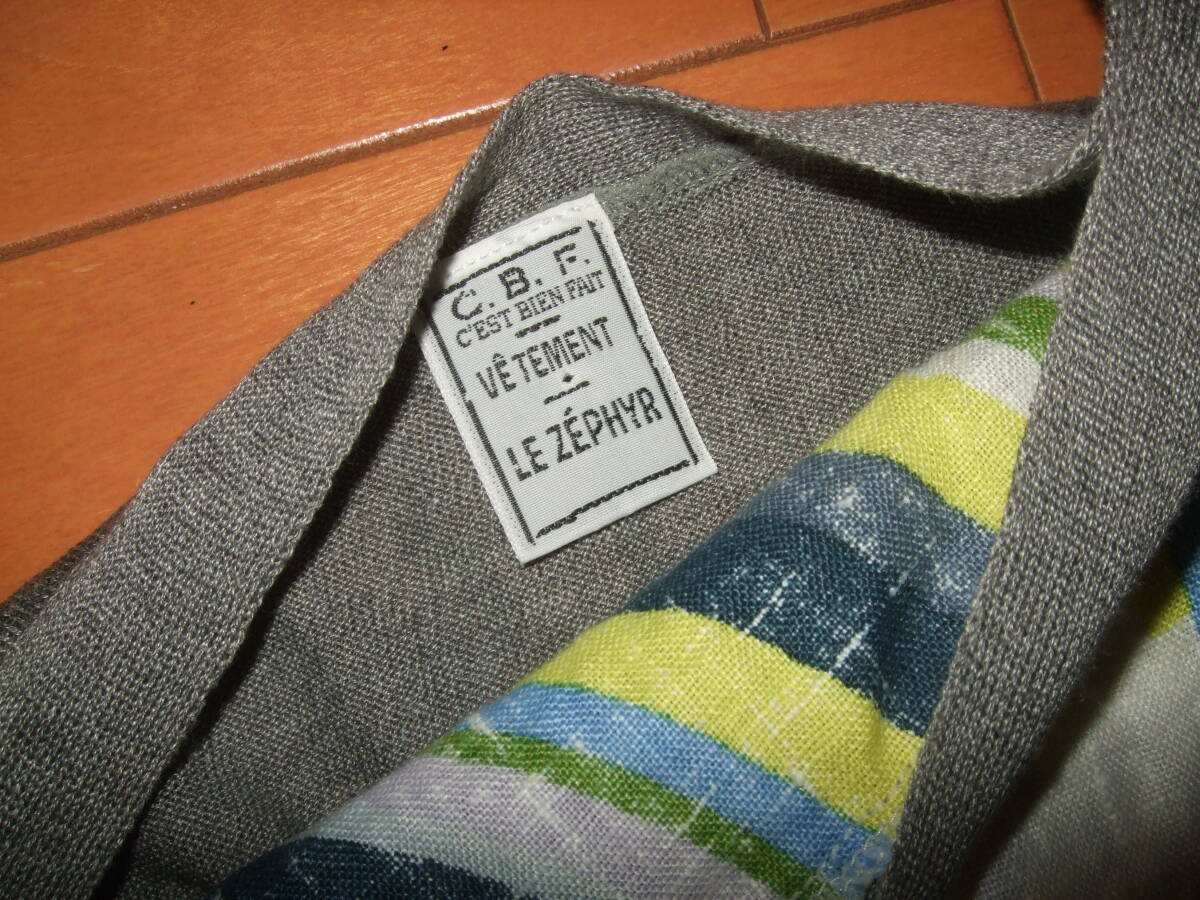 C. B. F.
C'EST BIEN FAIT
VÊTEMENT
LE ZÉPHYR